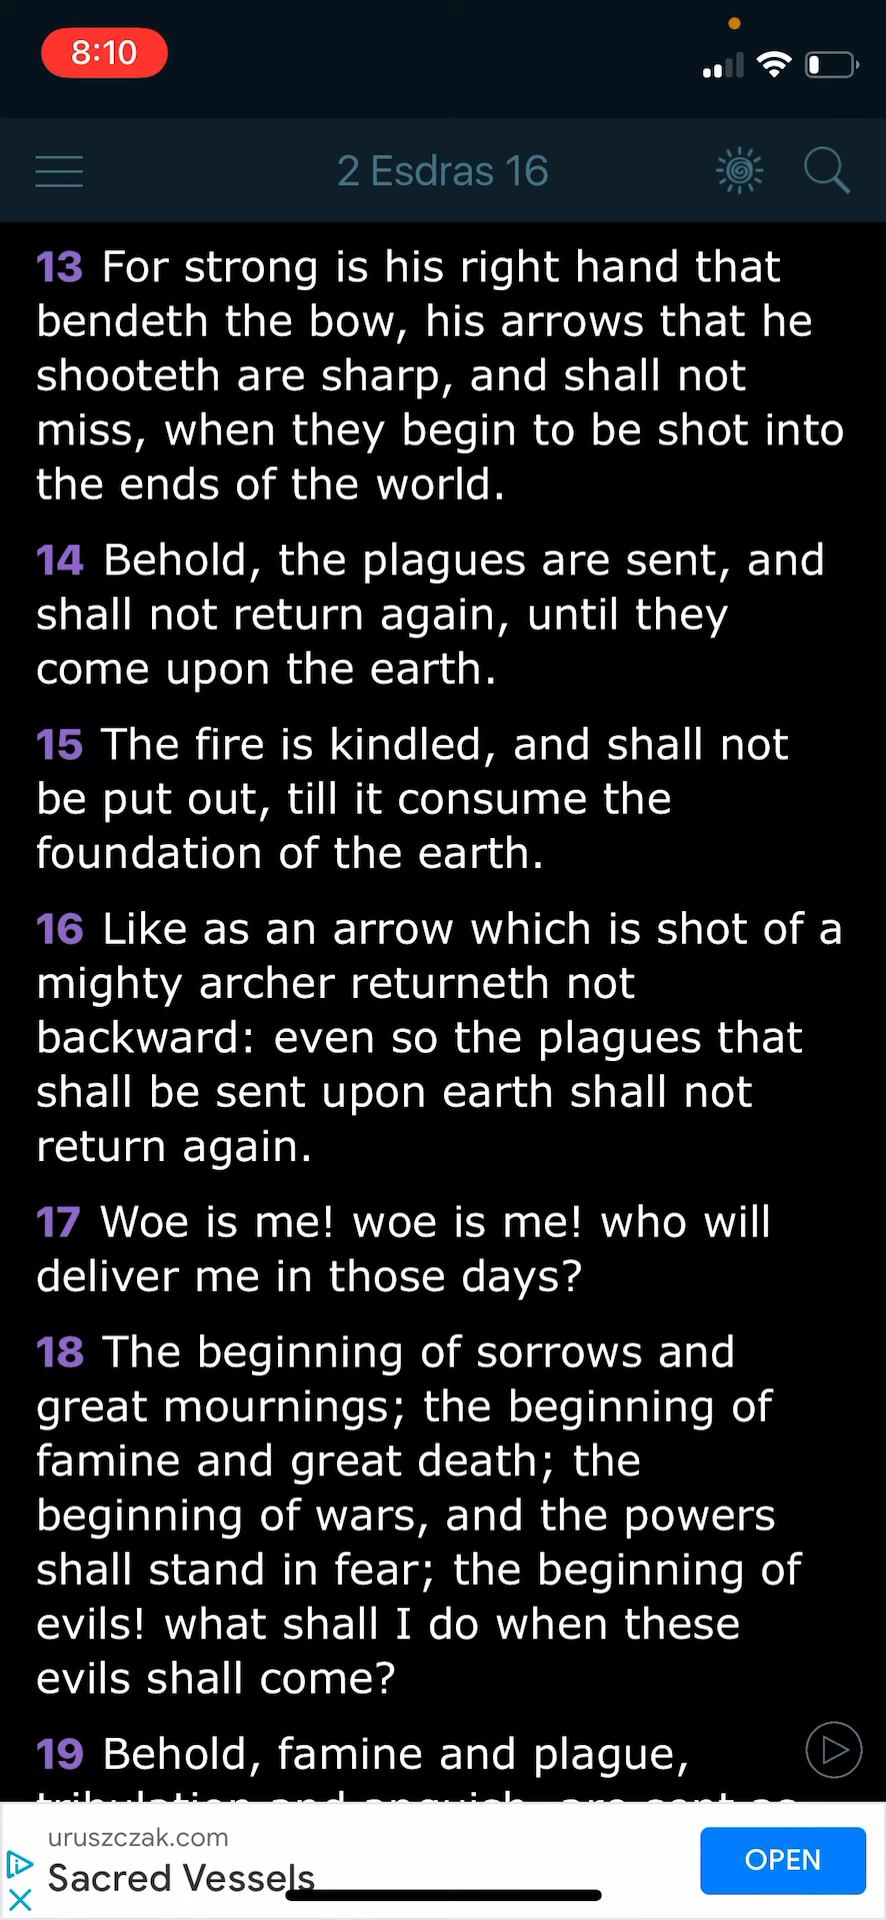 8:10
2 Esdras 16
13 For strong is his right hand that
bendeth the bow, his arrows that he
shooteth are sharp, and shall not
miss, when they begin to be shot into
the ends of the world.
14 Behold, the plagues are sent, and
shall not return again, until they
come upon the earth.
15 The fire is kindled, and shall not
be put out, till it consume the
foundation of the earth.
16 Like as an arrow which is shot of a
mighty archer returneth not
backward: even so the plagues that
shall be sent upon earth shall not
return again.
17 Woe is me! woe is me! who will
deliver me in those days?
18 The beginning of sorrows and
great mournings; the beginning of
famine and great death; the
beginning of wars, and the powers
shall stand in fear; the beginning of
evils! what shall I do when these
evils shall come?
19 Behold, famine and plague,
tribulation and anguish, are sent as
uruszczak.com
Sacred Vessels
OPEN